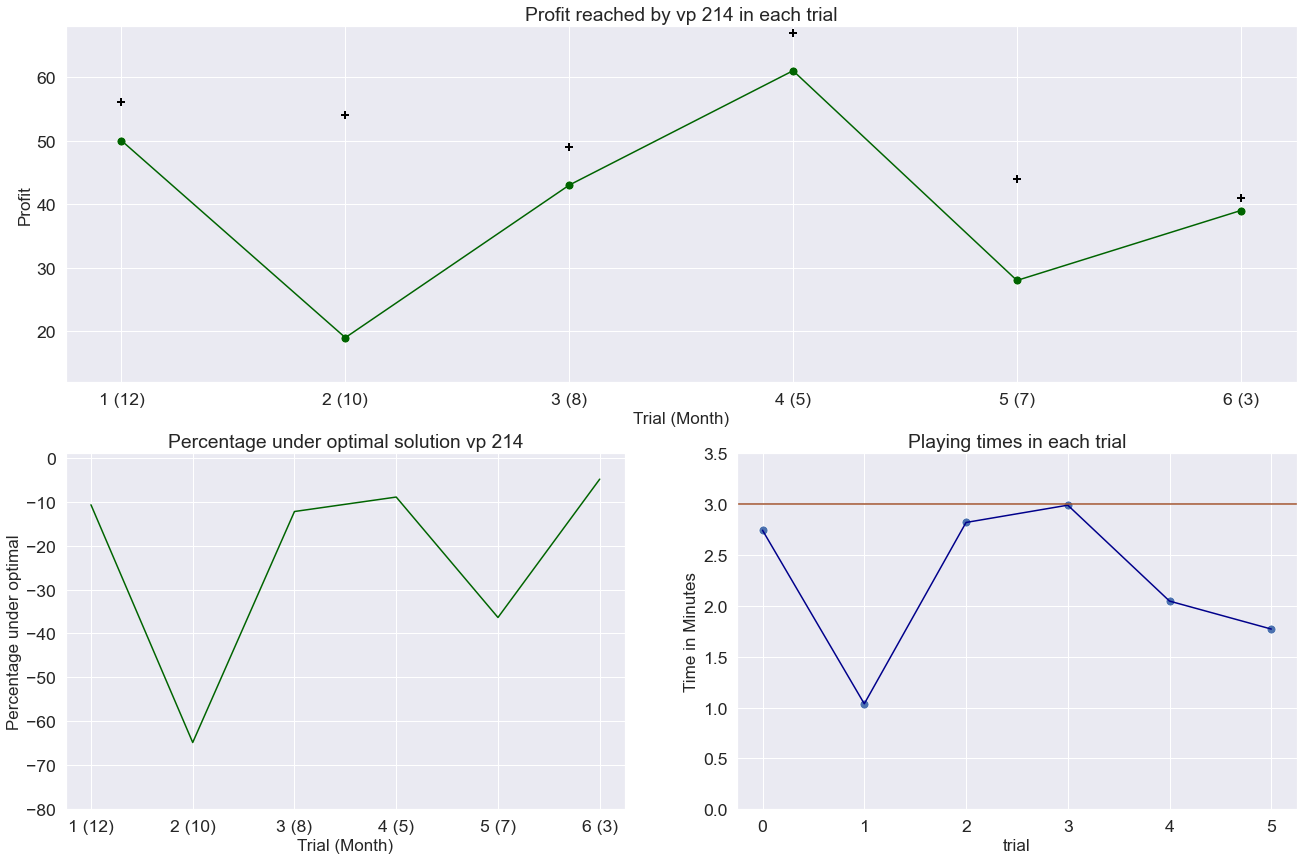 Profit reached by vp 214 in each trial
Profit
60
50
40
30
20
1 (12) 2 (10) 3 (8) 4 (5) 5 (7) 6 (3)
Trial (Month)
Percentage under optimal solution vp 214
Percentage under optimal
0
−10
−20
−30
−40
−50
−60
−70
−80
1 (12) 2 (10) 3 (8) 4 (5) 5 (7) 6 (3)
Trial (Month)
Playing times in each trial
Time in Minutes
3.5
3.0
2.5
2.0
1.5
1.0
0.5
0.0
0 1 2 3 4 5
trial